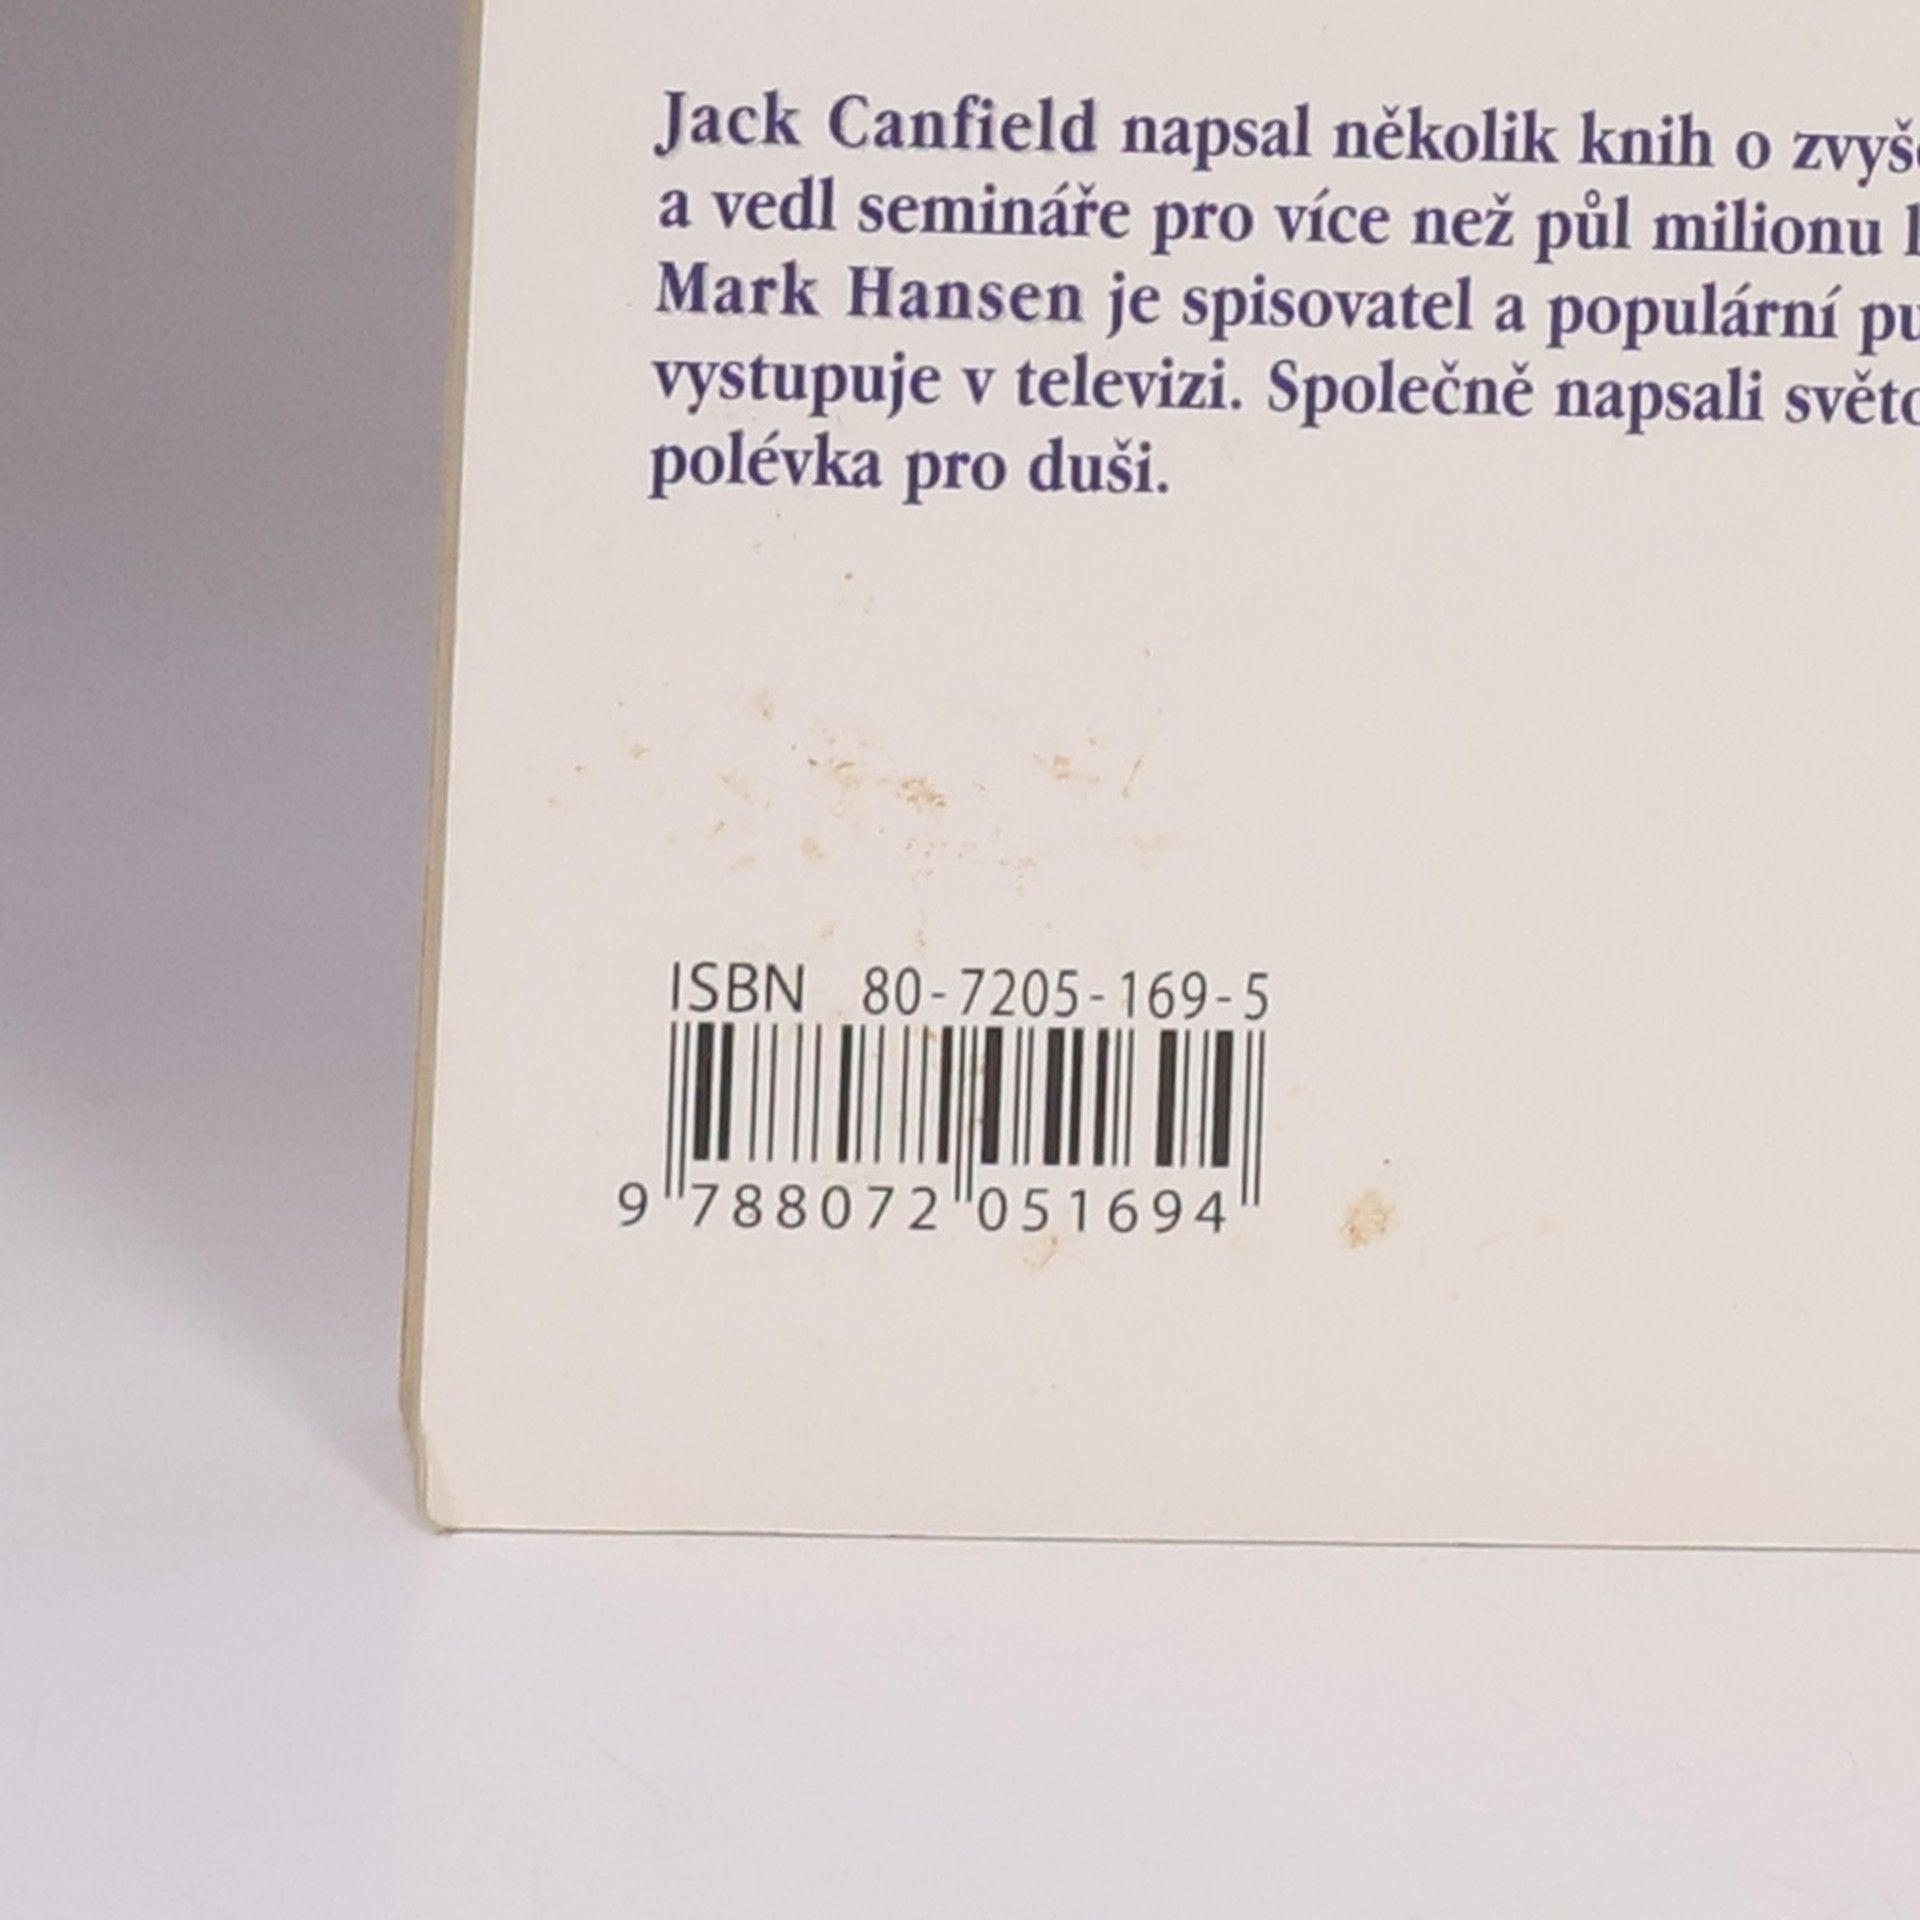 Jack Canfield napsal několik knih o
a vedl semináře pro více než půl milionu
Mark Hansen je spisovatel a populární
vystupuje v televizi. Společně napsali
polévka pro duši.
ISBN 80-7205-169-5
9 788072 051694